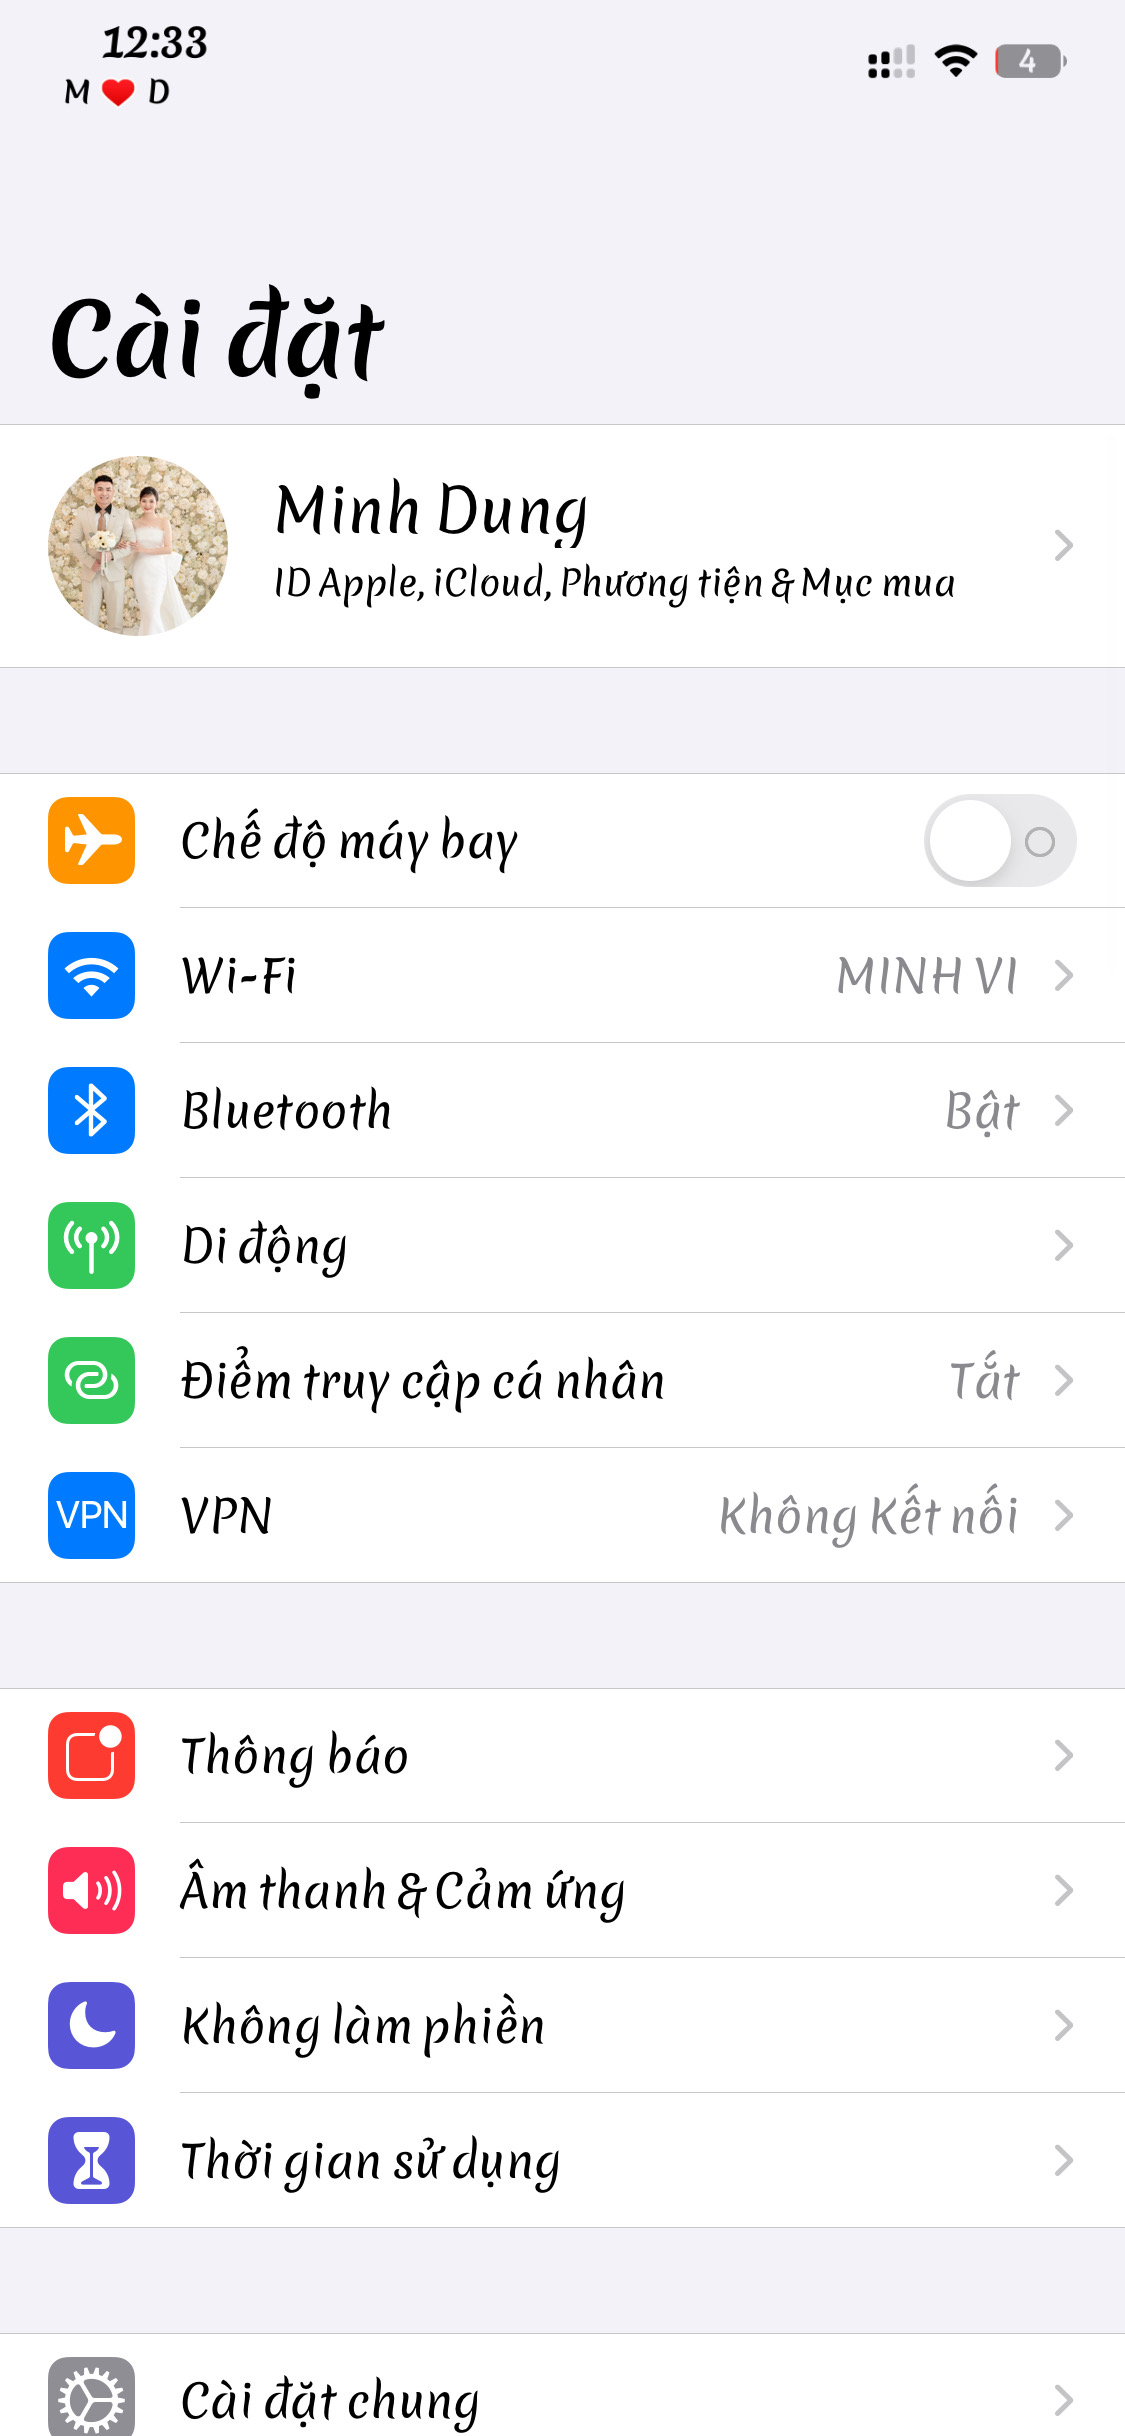 12:33
M ❤️ D
4
Cài đặt
Minh Dung
ID Apple, iCloud, Phương tiện & Mục mua
Chế độ máy bay
Wi-Fi MINH VI
Bluetooth Bật
Di động
Điểm truy cập cá nhân Tắt
VPN VPN Không Kết nối
Thông báo
Âm thanh & Cảm ứng
Không làm phiền
Thời gian sử dụng
Cài đặt chung